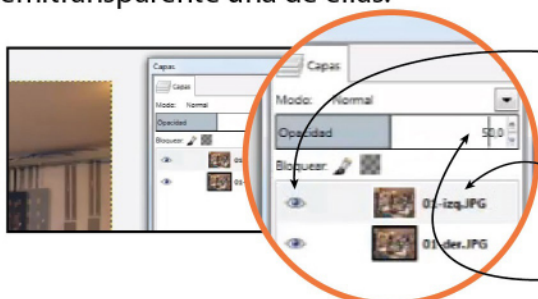 emitransparente una de ellas.
Capas
Capas
Modo: Normal
Opacidad
Bloquear:
Capas
Modo: Normal
Opacidad 50,0
Bloquear:
01-izq.JPG
01-der.JPG